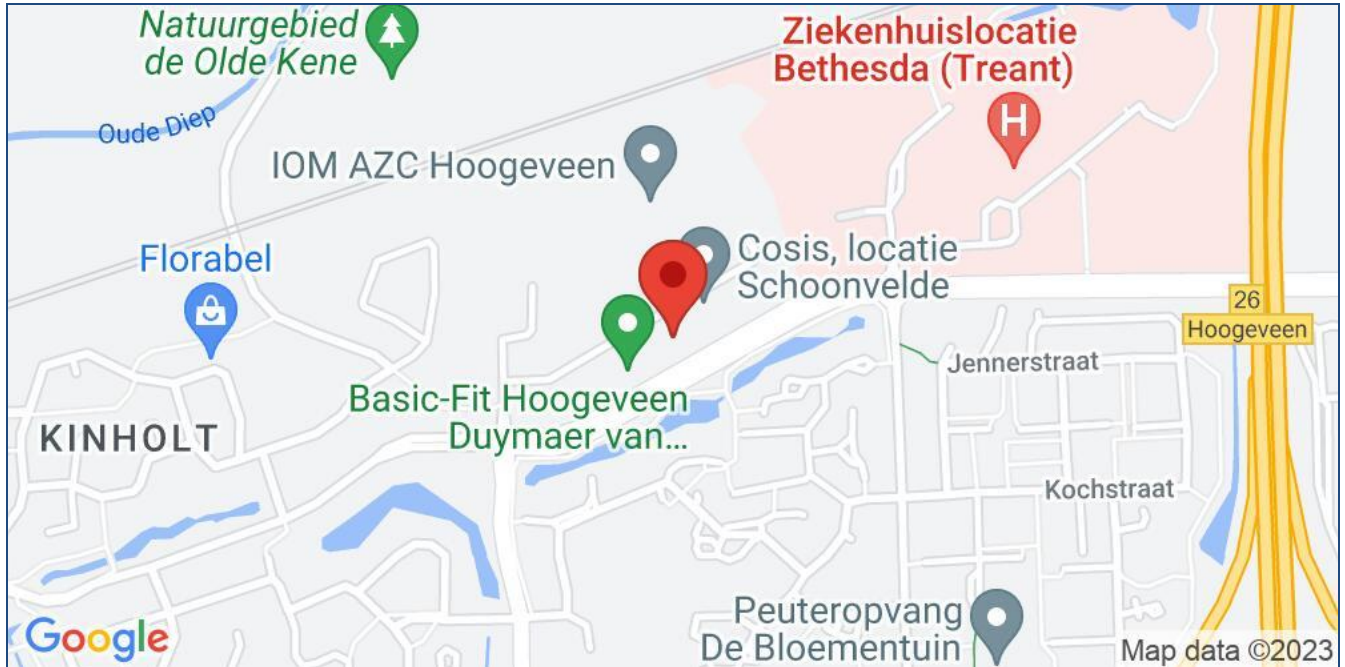 Natuurgebied
de Olde Kene
Ziekenhuislocatie
Bethesda (Treant)
H
Oude Diep
IOM AZC Hoogeveen
Florabel
Cosis, locatie
Schoonvelde
26
Hoogeveen
Jennerstraat
Basic-Fit Hoogeveen
Duymaer van...
KINHOLT
Kochstraat
Peuteropvang
De Bloementuin
Google
Map data ©2023